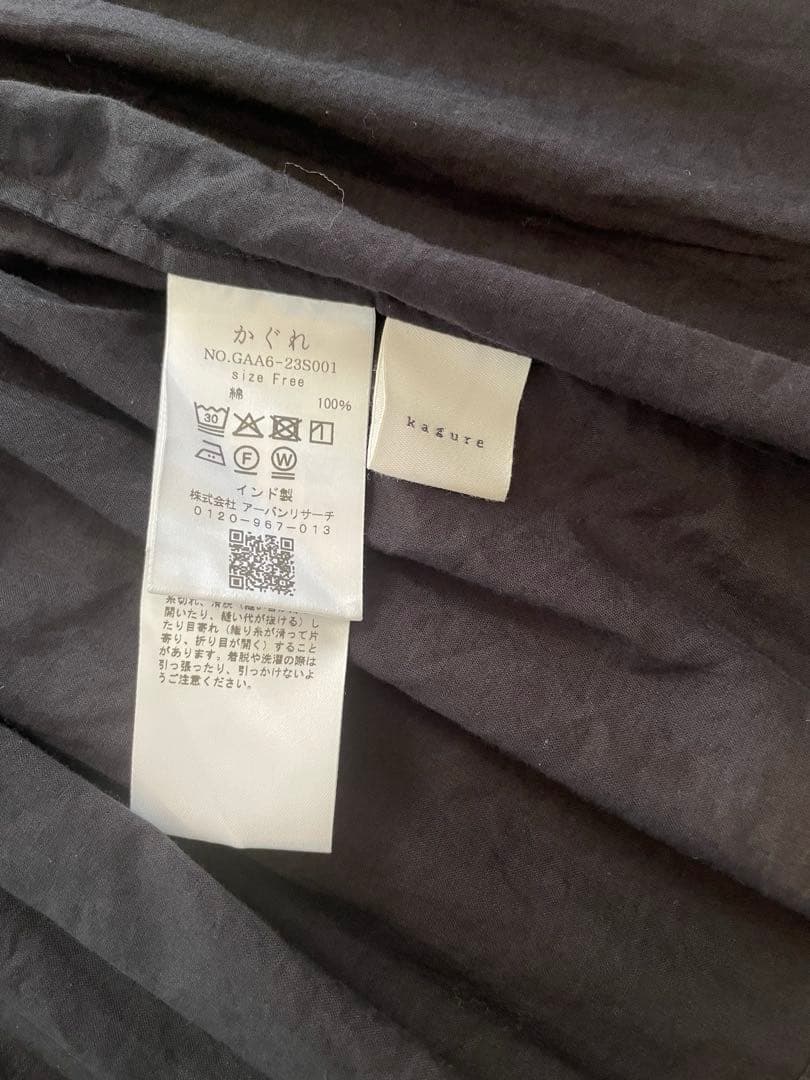 かぐれ
NO.GAA6-23S001
size Free
綿 100%
30
F W
インド製
株式会社 アーバンリサーチ
0120-967-013
開いたり、縫い代が抜ける)し
たり目寄れ(織り糸が滑って片
寄り、折り目が開く)すること
があります。着脱や洗濯の際は
引っ張ったり、引っかけないよ
うご注意ください。
kagure